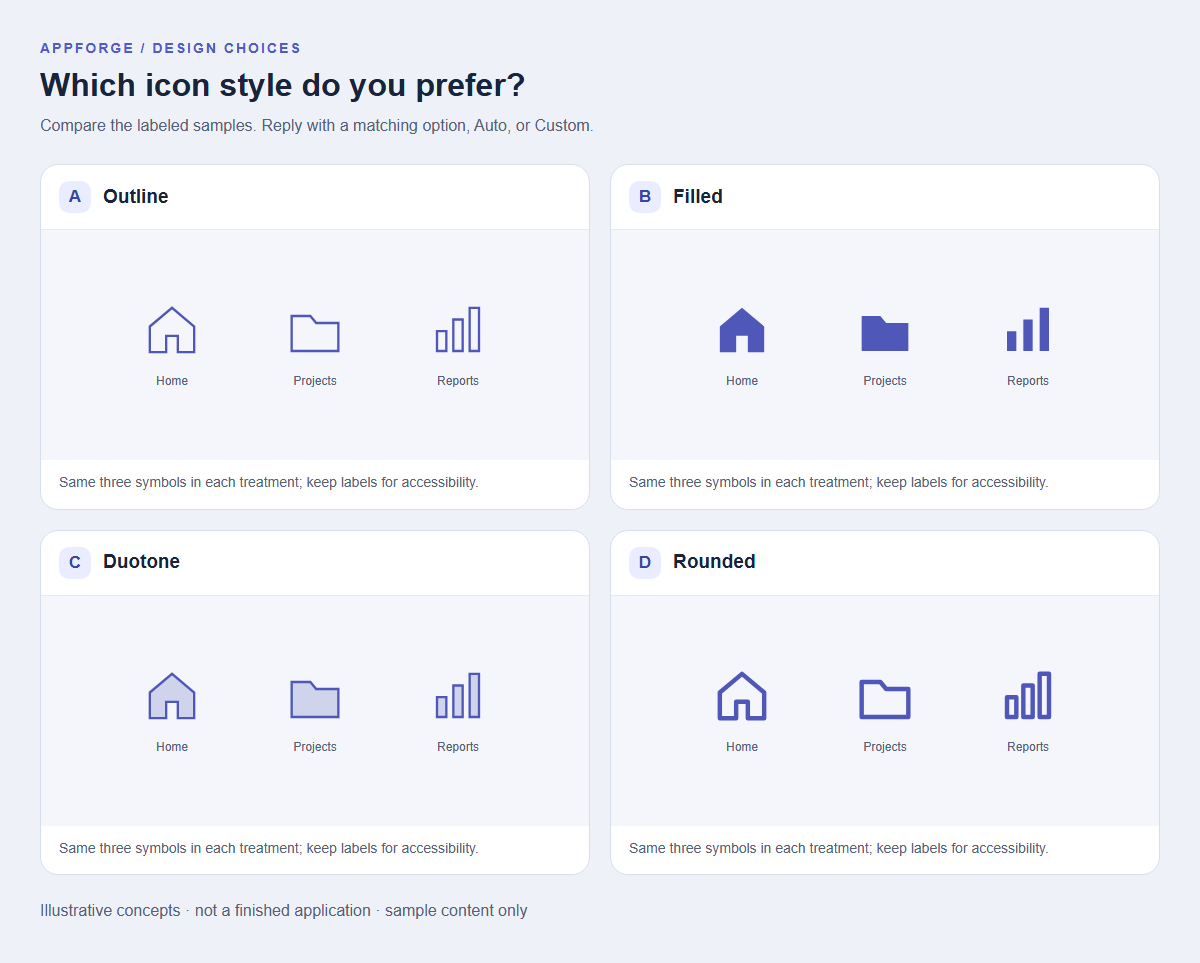 APPFORGE / DESIGN CHOICES
Which icon style do you prefer?
Compare the labeled samples. Reply with a matching option, Auto, or Custom.
A Outline
Home Projects Reports
Same three symbols in each treatment; keep labels for accessibility.
B Filled
Home Projects Reports
Same three symbols in each treatment; keep labels for accessibility.
C Duotone
Home Projects Reports
Same three symbols in each treatment; keep labels for accessibility.
D Rounded
Home Projects Reports
Same three symbols in each treatment; keep labels for accessibility.
Illustrative concepts · not a finished application · sample content only